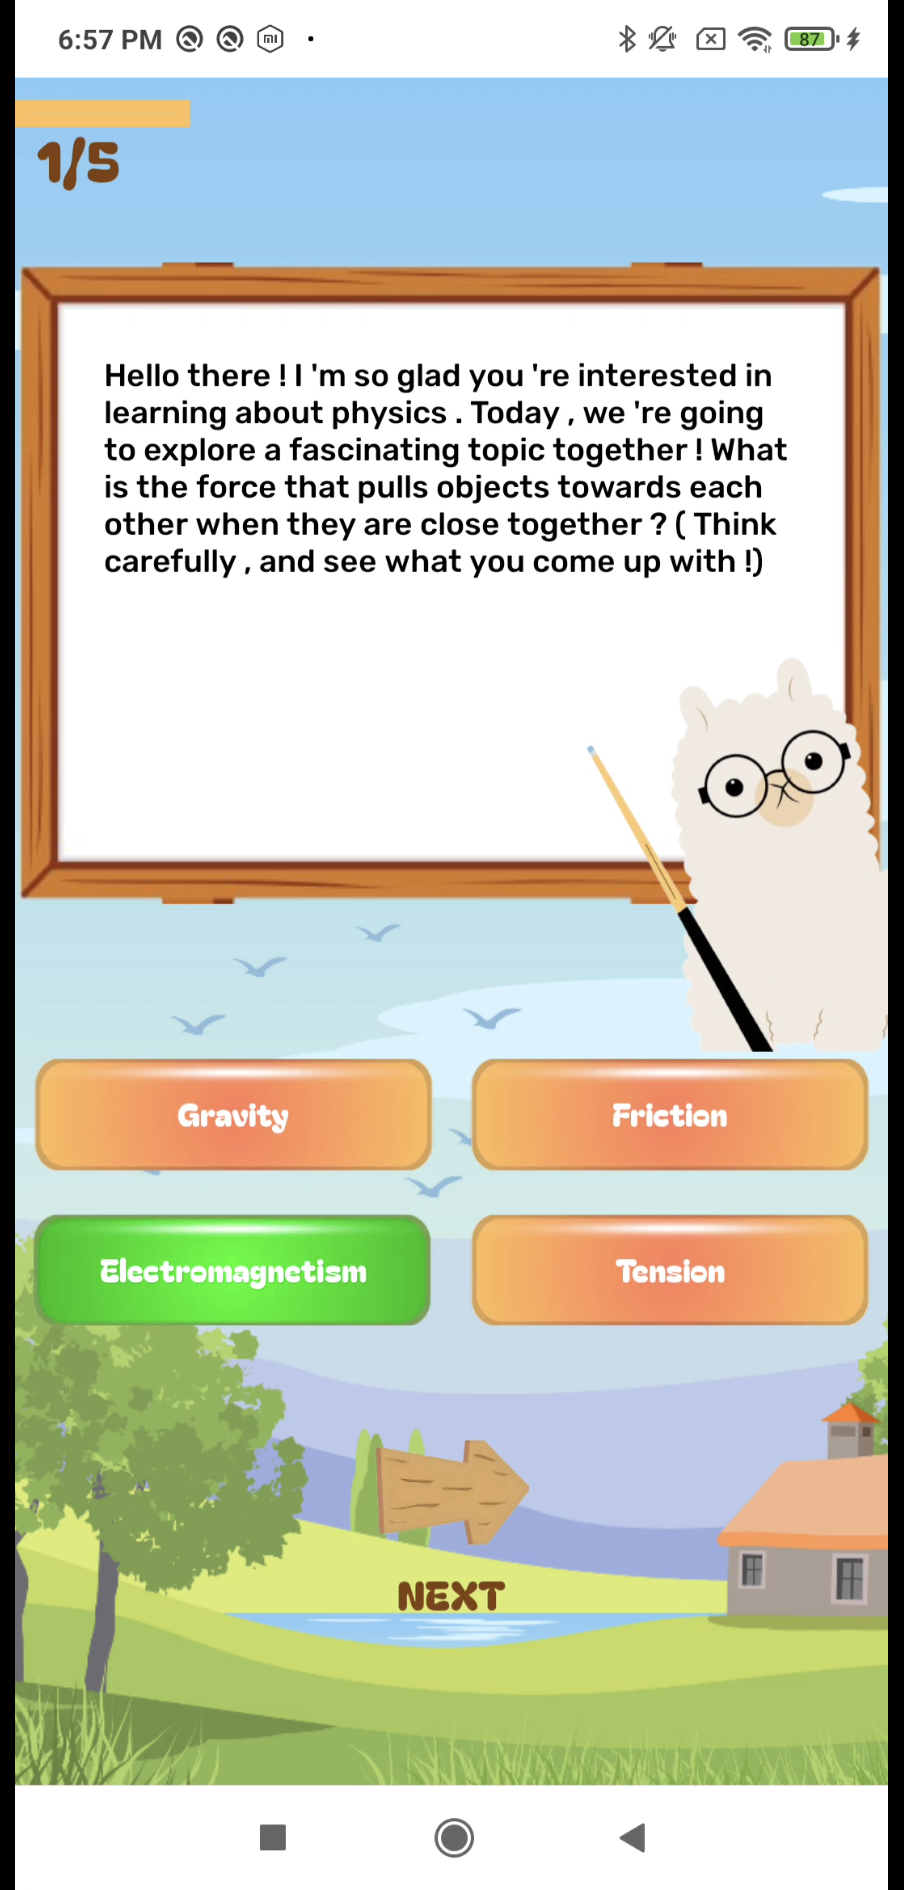 6:57 PM
87
1/5
Hello there ! I 'm so glad you 're interested in
learning about physics . Today , we 're going
to explore a fascinating topic together ! What
is the force that pulls objects towards each
other when they are close together ? ( Think
carefully , and see what you come up with !)
Gravity
Friction
Electromagnetism
Tension
NEXT